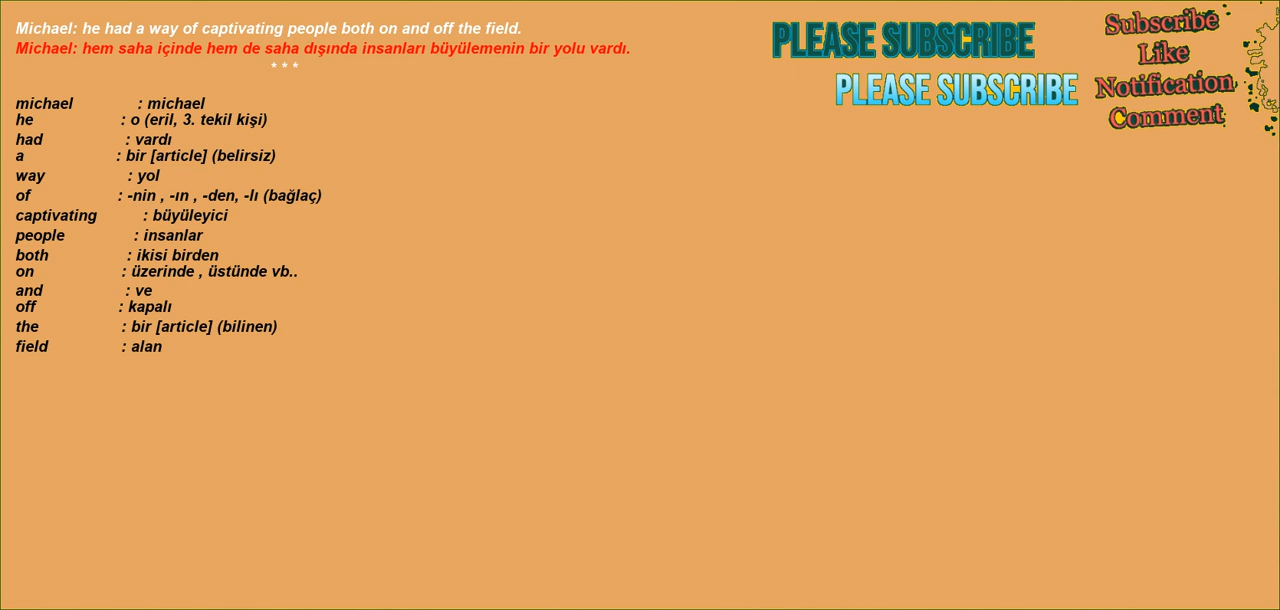 Michael: he had a way of captivating people both on and off the field.
Michael: hem saha içinde hem de saha dışında insanları büyülemenin bir yolu vardı.
* * *
PLEASE SUBSCRIBE
PLEASE SUBSCRIBE
Subscribe
Like
Notification
Comment
michael : michael
he : o (eril, 3. tekil kişi)
had : vardı
a : bir [article] (belirsiz)
way : yol
of : -nin , -ın , -den, -lı (bağlaç)
captivating : büyüleyici
people : insanlar
both : ikisi birden
on : üzerinde , üstünde vb..
and : ve
off : kapalı
the : bir [article] (bilinen)
field : alan